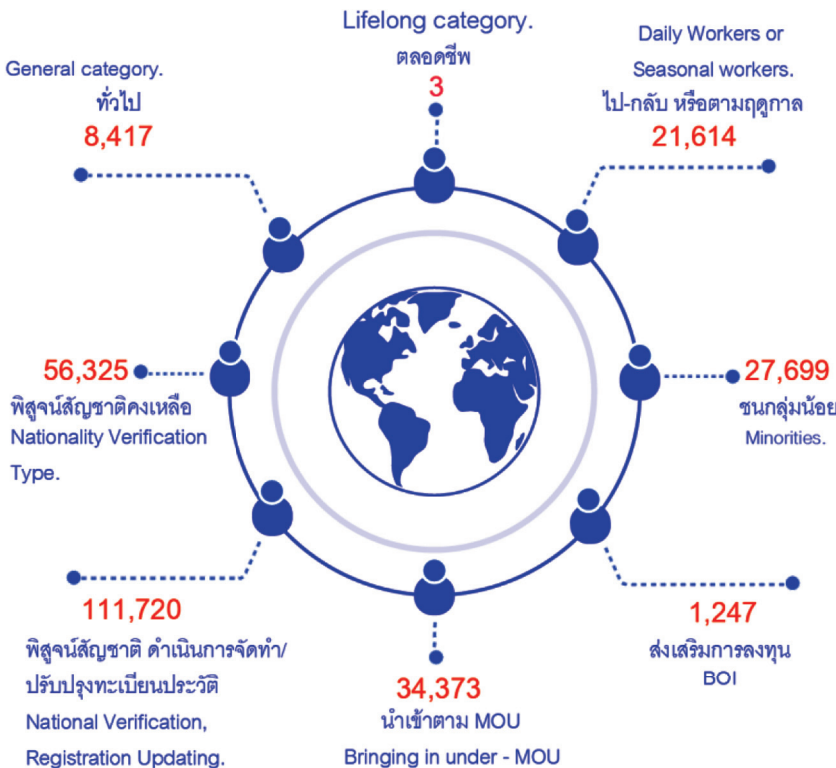 Lifelong category.
ตลอดชีพ
3
Daily Workers or
Seasonal workers.
ไป-กลับ หรือตามฤดูกาล
21,614
27,699
ชนกลุ่มน้อย
Minorities.
1,247
ส่งเสริมการลงทุน
BOI
34,373
นำเข้าตาม MOU
Bringing in under - MOU
111,720
พิสูจน์สัญชาติ ดำเนินการจัดทำ/
ปรับปรุงทะเบียนประวัติ
National Verification,
Registration Updating.
56,325
พิสูจน์สัญชาติคงเหลือ
Nationality Verification
Type.
General category.
ทั่วไป
8,417